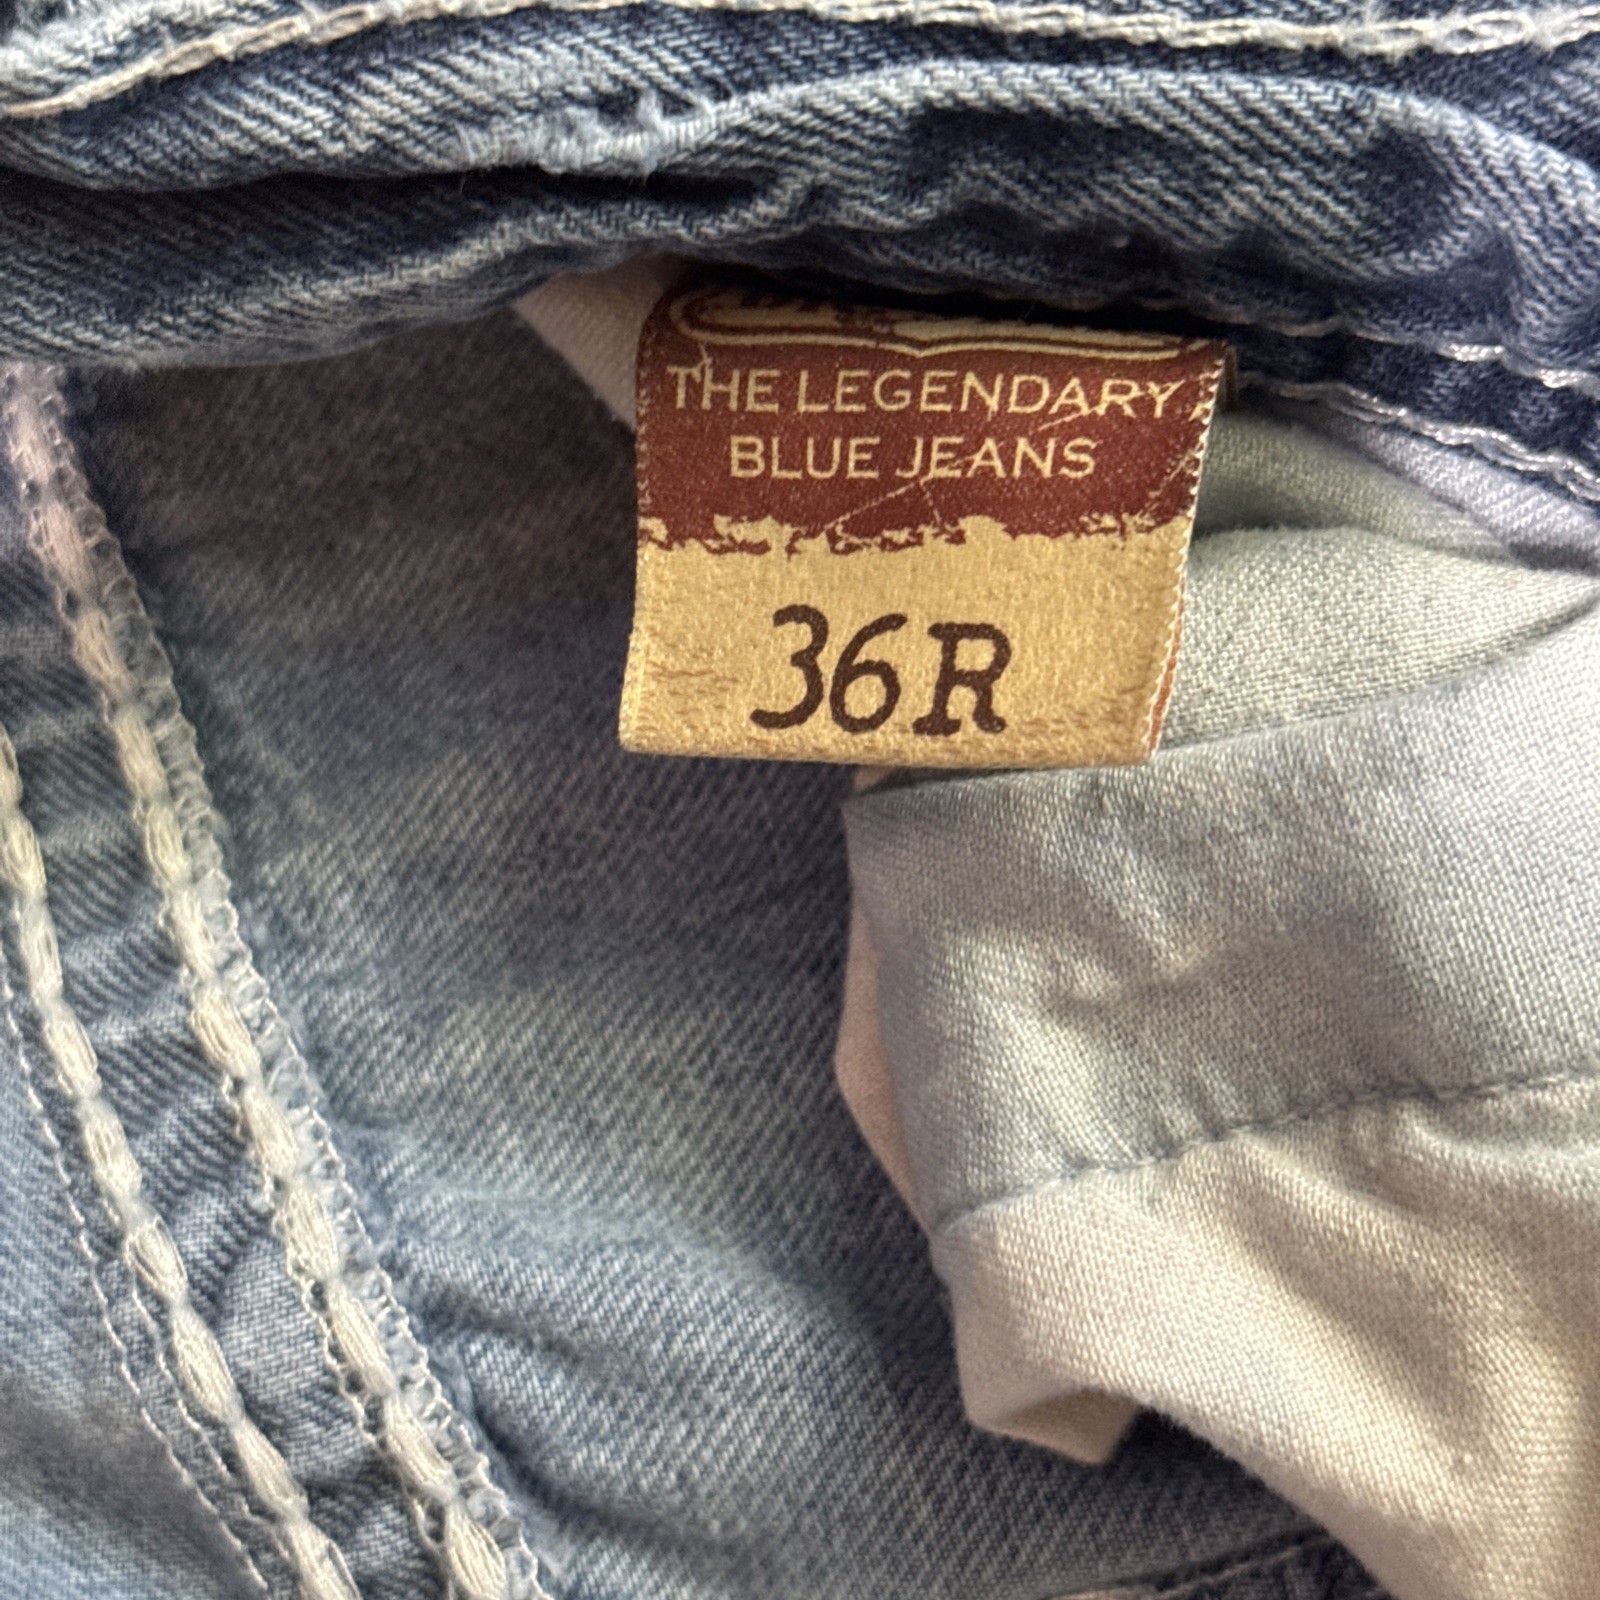 THE LEGENDARY
BLUE JEANS
36R